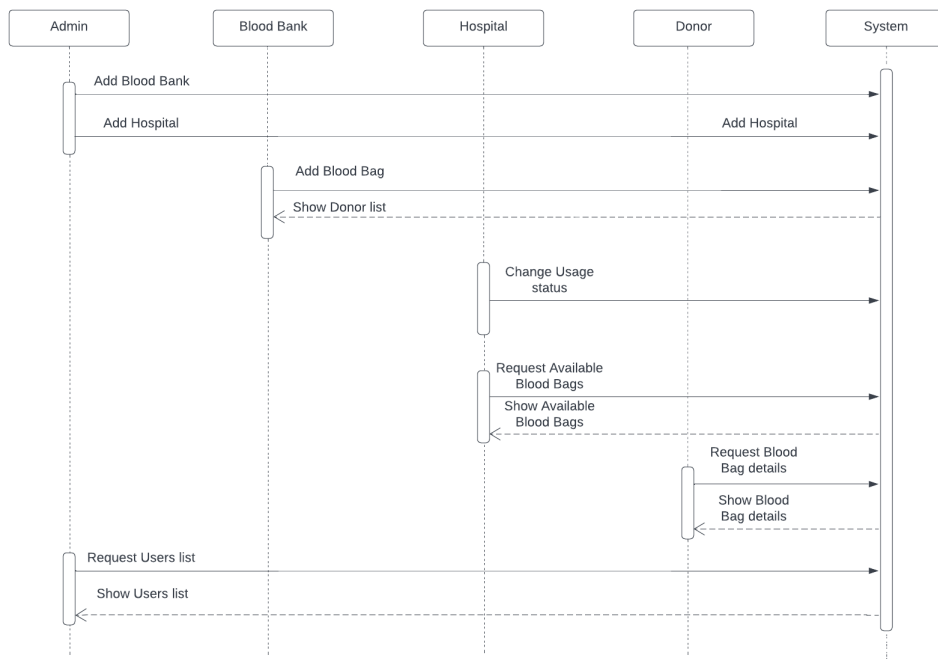 Admin
Blood Bank
Hospital
Donor
System
Add Blood Bank
Add Hospital
Add Hospital
Add Blood Bag
Show Donor list
Change Usage
status
Request Available
Blood Bags
Show Available
Blood Bags
Request Blood
Bag details
Show Blood
Bag details
Request Users list
Show Users list